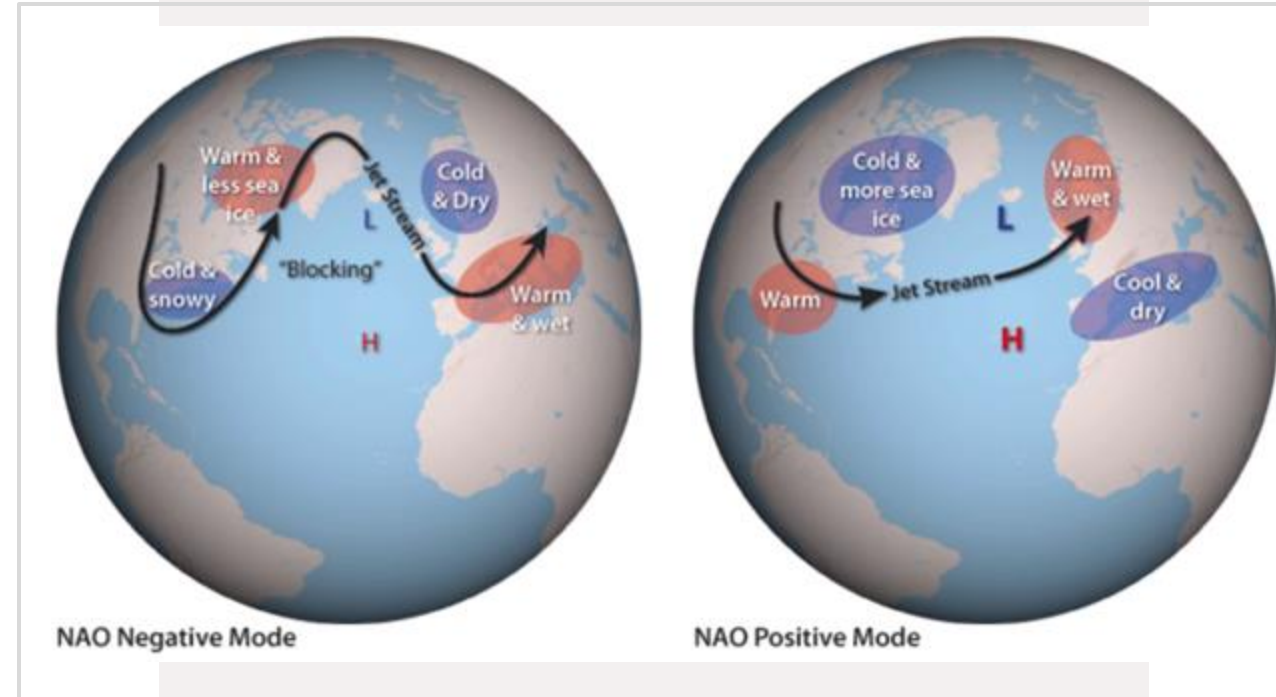 Warm &
less sea
ice
Cold
& Dry
Jet Stream
L
"Blocking"
Cold &
snowy
Warm
& wet
H
NAO Negative Mode
Cold &
more sea
ice
Warm
& wet
L
Jet Stream
Warm
Cool &
dry
H
NAO Positive Mode